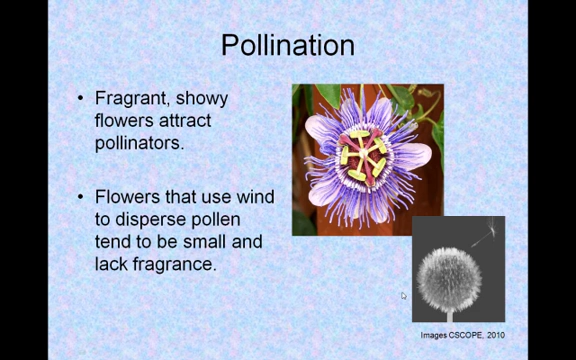 Pollination
• Fragrant, showy
flowers attract
pollinators.
• Flowers that use wind
to disperse pollen
tend to be small and
lack fragrance.
Images CSCOPE, 2010